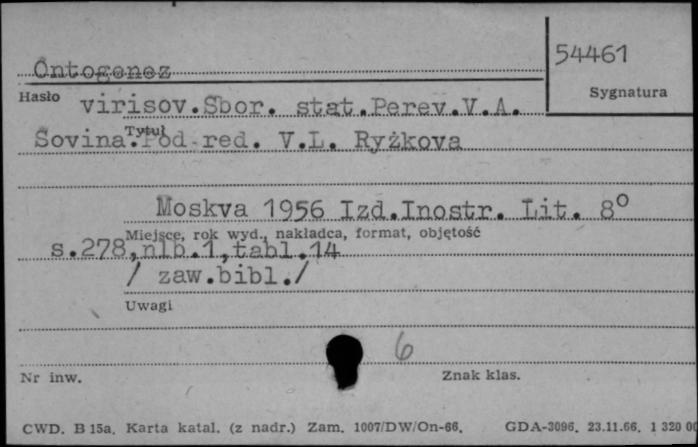 54461
Ontogenez
Hasło
Sygnatura
virisov.Sbor. stat.Perev.V.A.
Tytuł
Sovina.Pod red. V.L. Ryżkova
Moskva 1956 Izd.Inostr. Lit. 8°
Miejsce, rok wyd., nakładca, format, objętość
s.278,nlb.1,tabl.14
/ zaw.bibl./
Uwagi
6
Nr inw.
Znak klas.
CWD. B 15a. Karta katal. (z nadr.) Zam. 1007/DW/On-66. GDA-3096. 23.11.66. 1 320 0